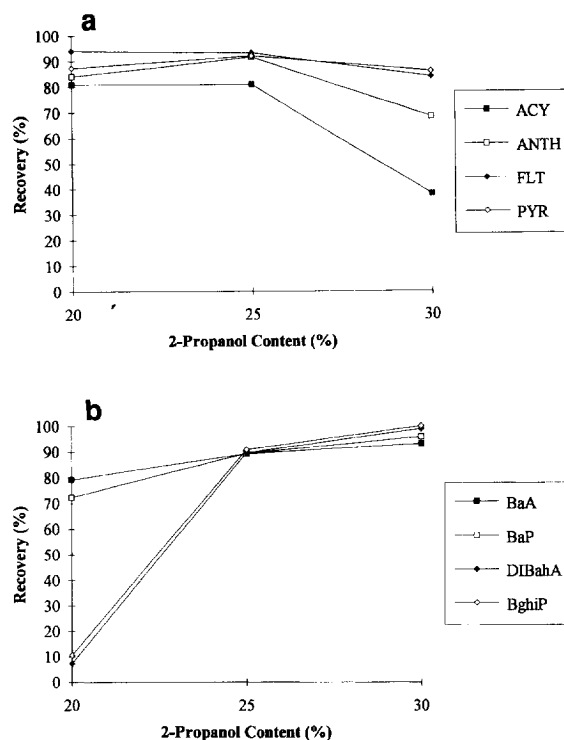 a
100
90
80
70
60
50
40
30
20
10
0
Recovery (%)
20
25
30
2-Propanol Content (%)
ACY
ANTH
FLT
PYR
b
100
90
80
70
60
50
40
30
20
10
0
Recovery (%)
20
25
30
2-Propanol Content (%)
BaA
BaP
DIBahA
BghiP